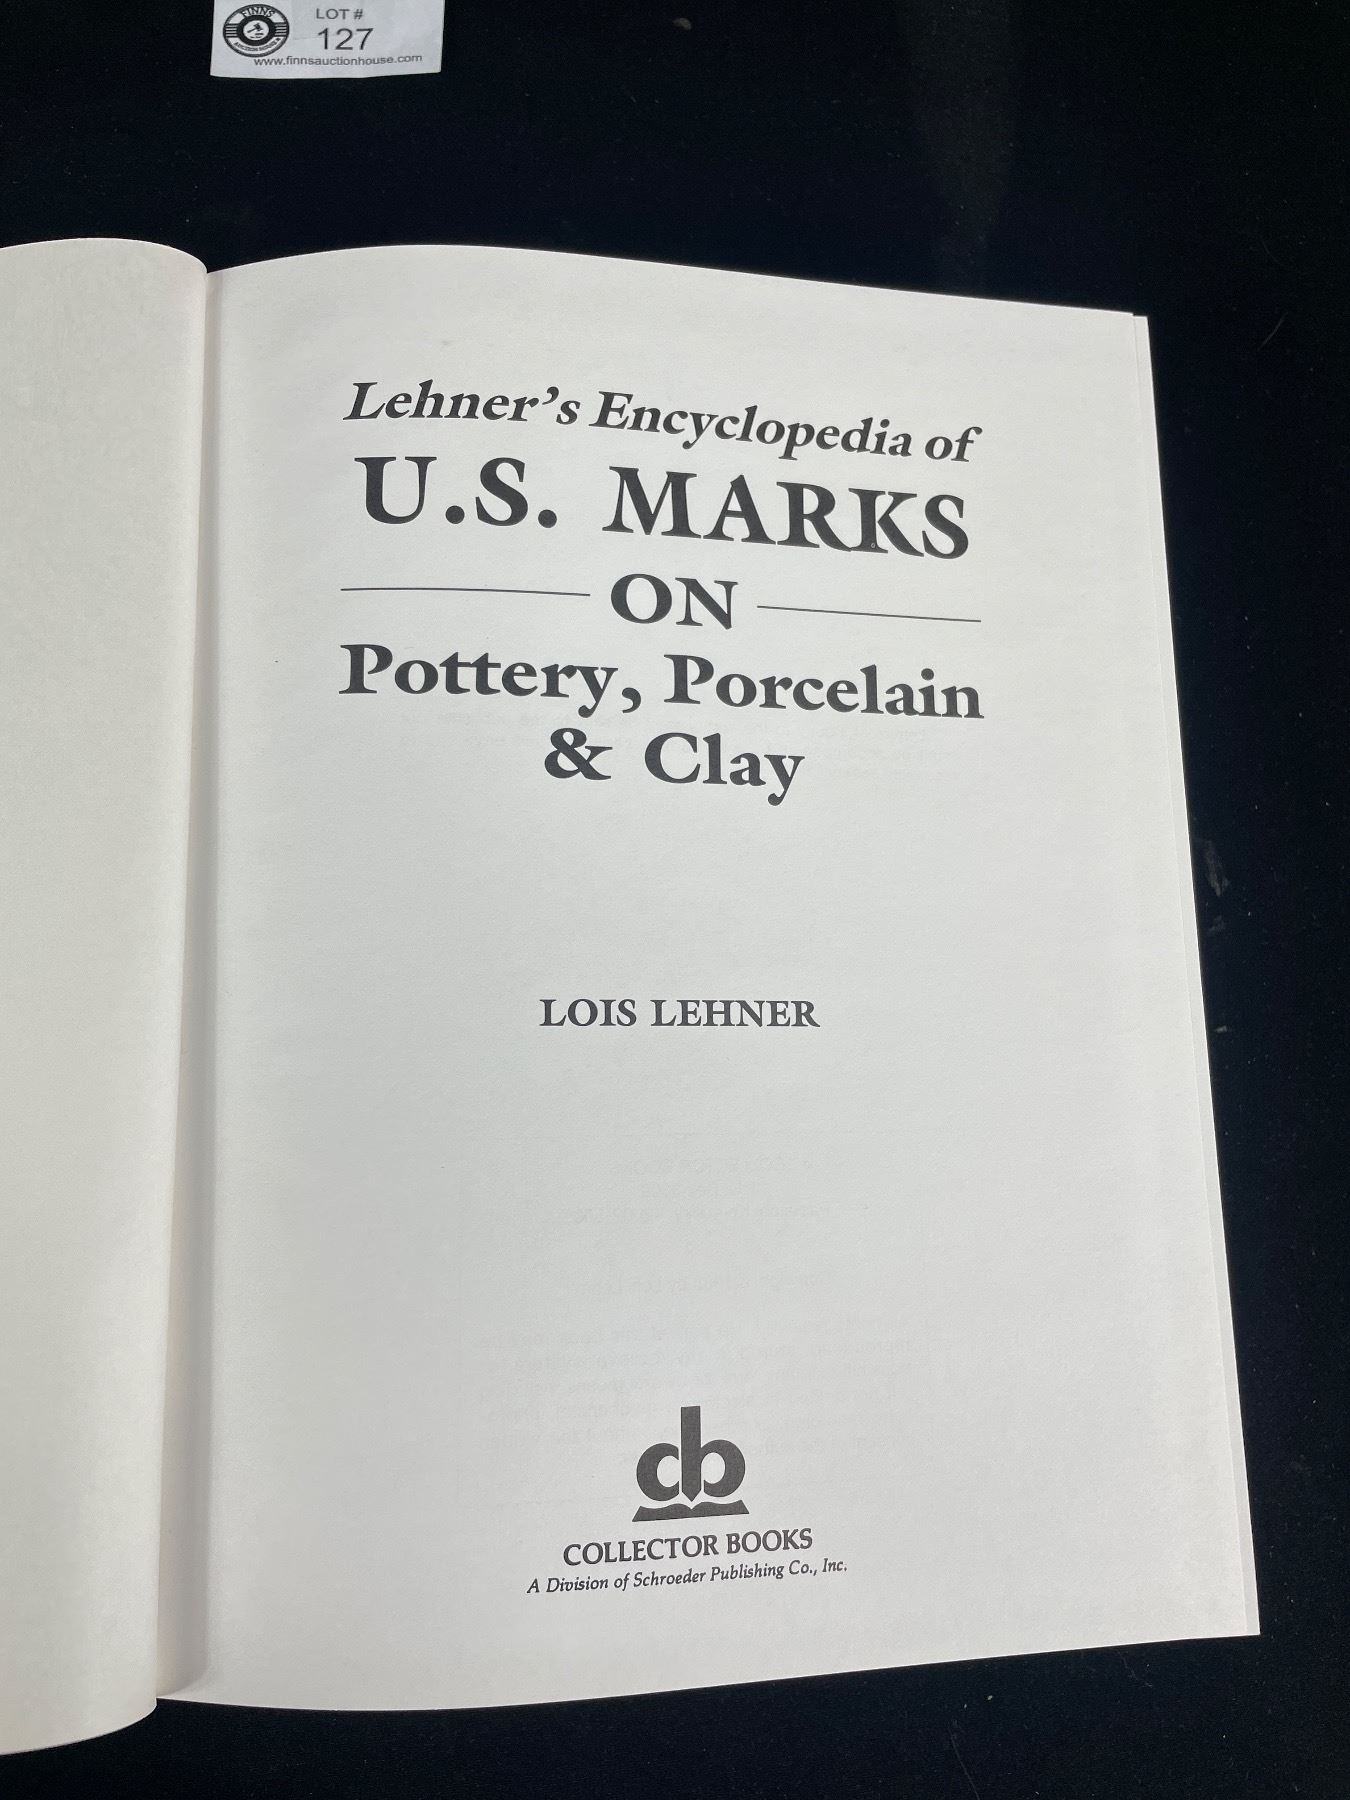 FINNS
LOT #
127
www.finnsauctionhouse.com
Lehner's Encyclopedia of
U.S. MARKS
ON
Pottery, Porcelain
& Clay
LOIS LEHNER
cb
COLLECTOR BOOKS
A Division of Schroeder Publishing Co., Inc.